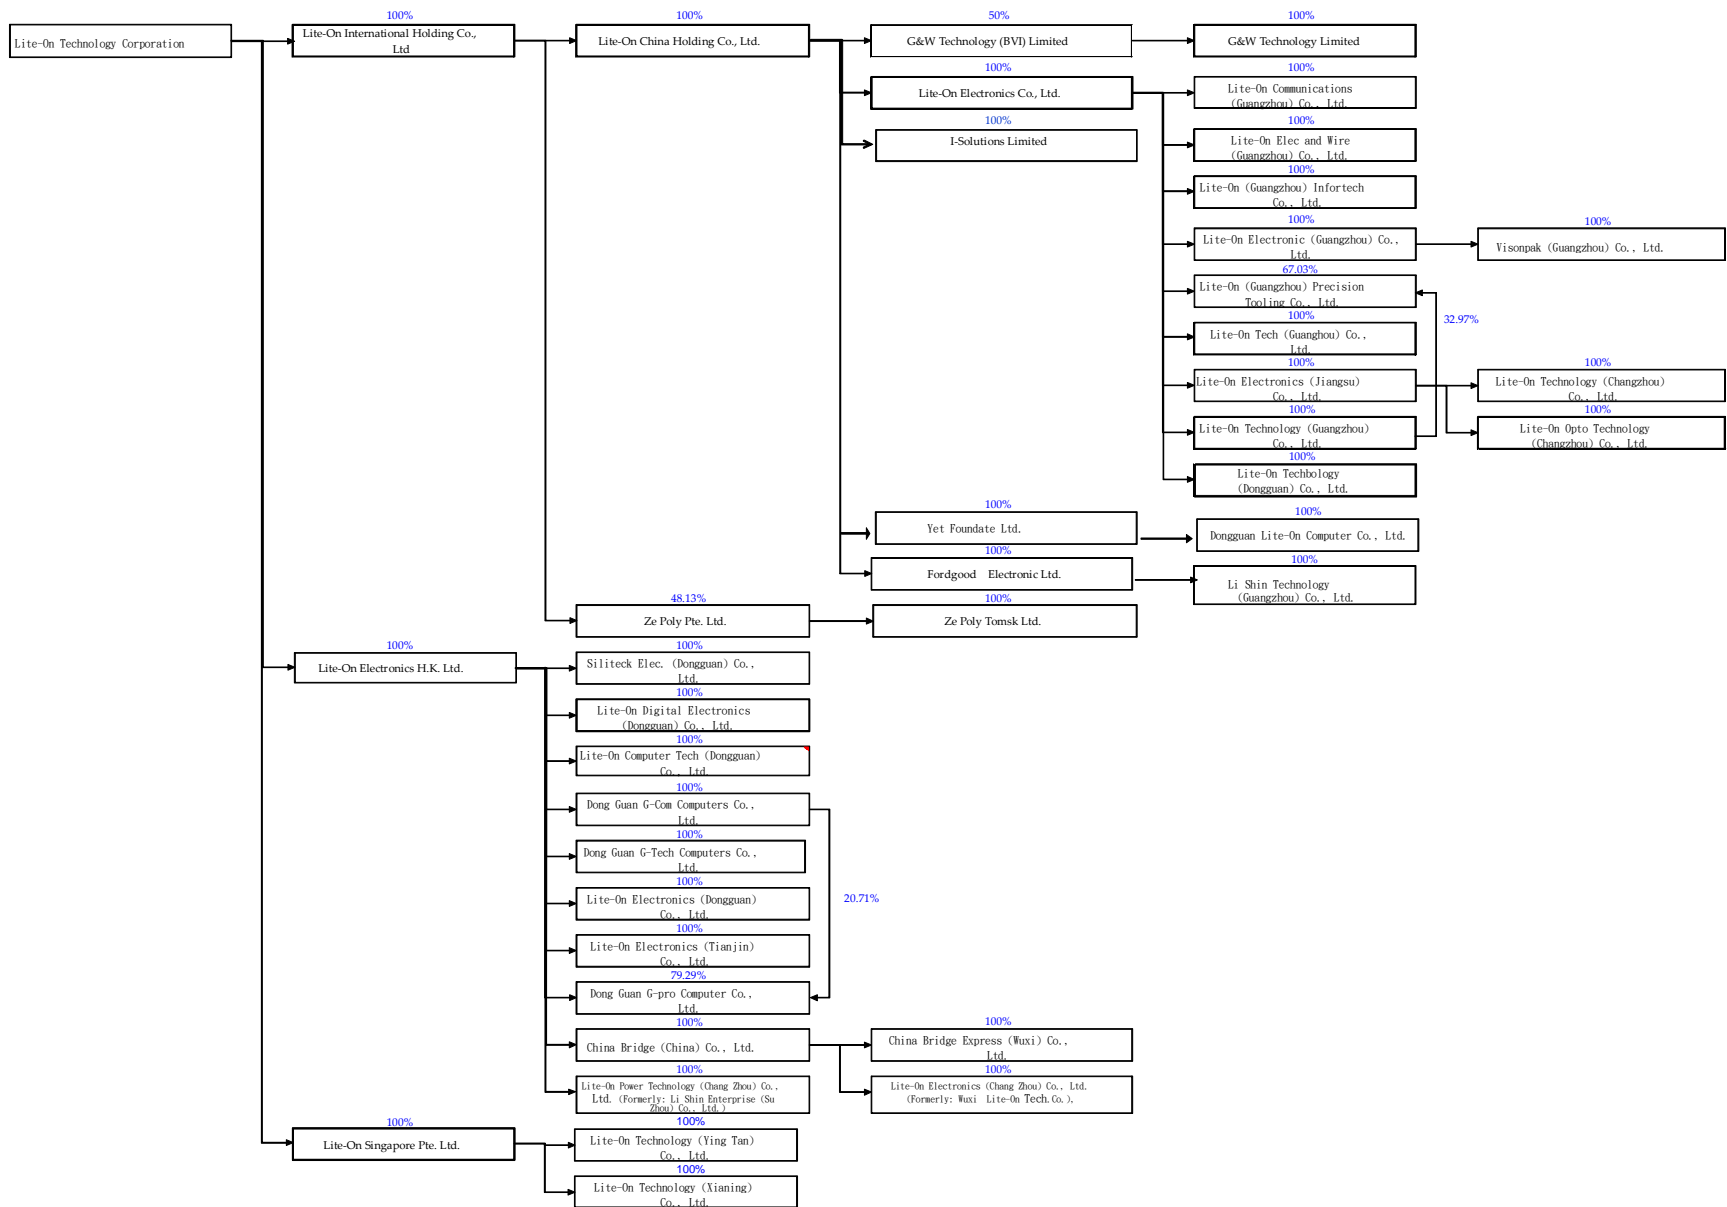 Lite-On Technology Corporation
100%
Lite-On International Holding Co.,
Ltd
100%
Lite-On China Holding Co., Ltd.
50%
G&W Technology (BVI) Limited
100%
G&W Technology Limited
100%
Lite-On Electronics Co., Ltd.
100%
Lite-On Communications
(Guangzhou) Co., Ltd.
100%
I-Solutions Limited
100%
Lite-On Elec and Wire
(Guangzhou) Co., Ltd.
100%
Lite-On (Guangzhou) Infortech
Co., Ltd.
100%
Lite-On Electronic (Guangzhou) Co.,
Ltd.
100%
Visonpak (Guangzhou) Co., Ltd.
67.03%
Lite-On (Guangzhou) Precision
Tooling Co., Ltd.
32.97%
100%
Lite-On Tech (Guanghou) Co.,
Ltd.
100%
Lite-On Electronics (Jiangsu)
Co., Ltd.
100%
Lite-On Technology (Changzhou)
Co., Ltd.
100%
Lite-On Technology (Guangzhou)
Co., Ltd.
100%
Lite-On Opto Technology
(Changzhou) Co., Ltd.
100%
Lite-On Techbology
(Dongguan) Co., Ltd.
100%
Yet Foundate Ltd.
100%
Dongguan Lite-On Computer Co., Ltd.
100%
Fordgood Electronic Ltd.
100%
Li Shin Technology
(Guangzhou) Co., Ltd.
48.13%
Ze Poly Pte. Ltd.
100%
Ze Poly Tomsk Ltd.
100%
Lite-On Electronics H.K. Ltd.
100%
Siliteck Elec. (Dongguan) Co.,
Ltd.
100%
Lite-On Digital Electronics
(Dongguan) Co., Ltd.
100%
Lite-On Computer Tech (Dongguan)
Co., Ltd.
100%
Dong Guan G-Com Computers Co.,
Ltd.
100%
Dong Guan G-Tech Computers Co.,
Ltd.
100%
Lite-On Electronics (Dongguan)
Co., Ltd.
20.71%
100%
Lite-On Electronics (Tianjin)
Co., Ltd.
79.29%
Dong Guan G-pro Computer Co.,
Ltd.
100%
China Bridge (China) Co., Ltd.
100%
China Bridge Express (Wuxi) Co.,
Ltd.
100%
Lite-On Power Technology (Chang Zhou) Co.,
Ltd. (Formerly: Li Shin Enterprise (Su
Zhou) Co., Ltd.)
100%
Lite-On Electronics (Chang Zhou) Co., Ltd.
(Formerly: Wuxi Lite-On Tech.Co.).
100%
Lite-On Singapore Pte. Ltd.
100%
Lite-On Technology (Ying Tan)
Co., Ltd.
100%
Lite-On Technology (Xianing)
Co., Ltd.